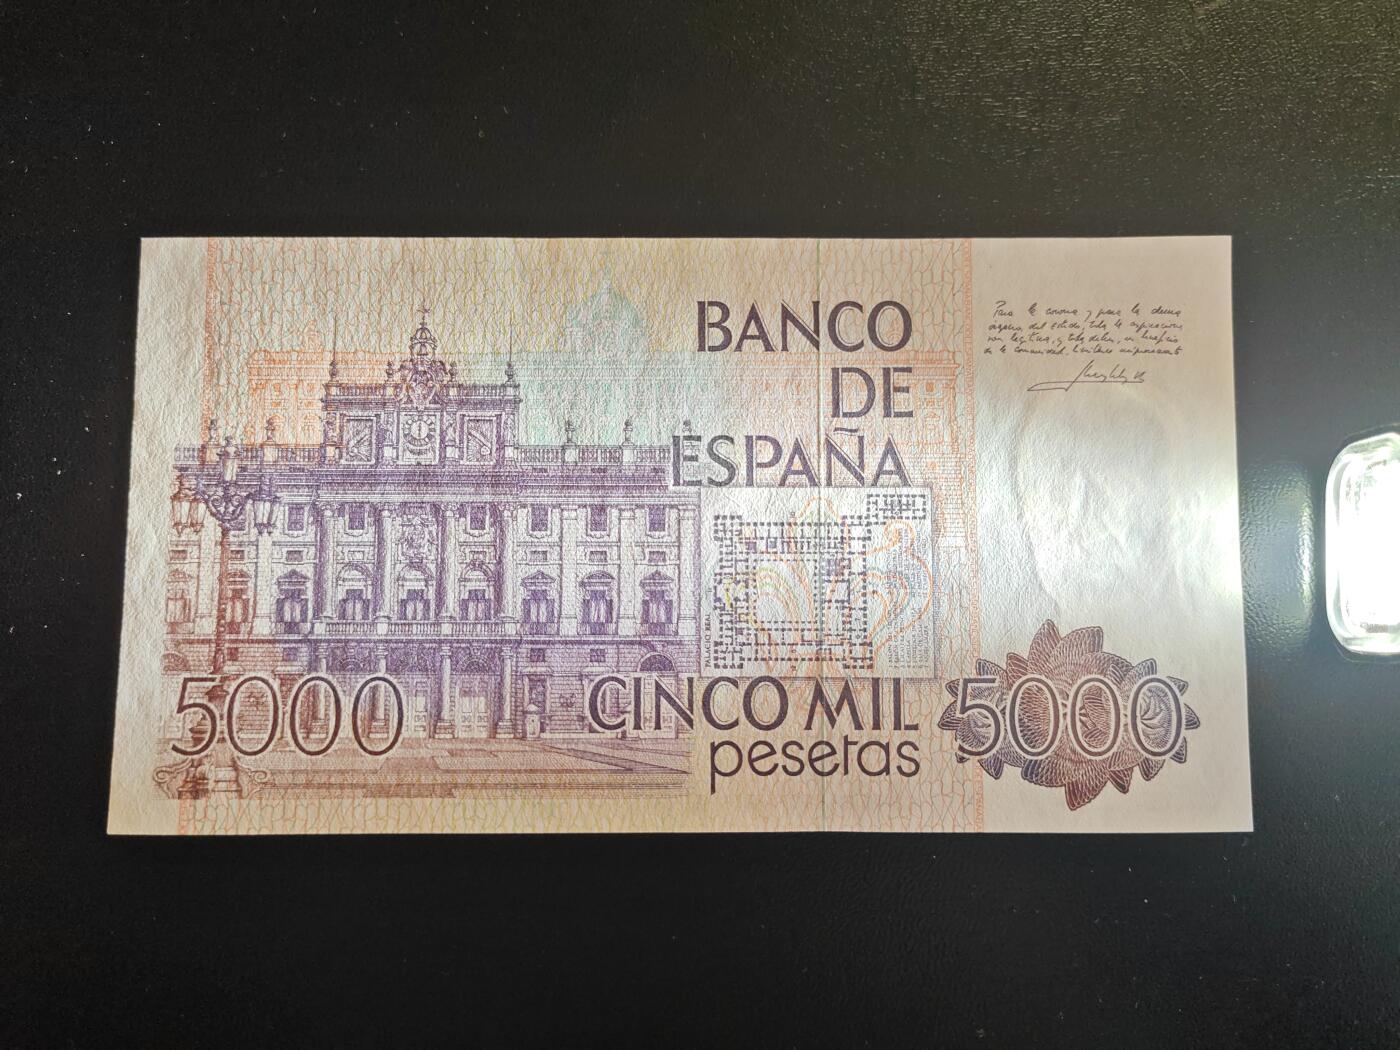 BANCO
DE
ESPAÑA
Para la corona y para los demás
órganos del estado, todas las aspiraciones
son legítimas, y todas deben, en beneficio
de la comunidad, limitarse mutuamente
PALACIO REAL
5000
CINCO MIL
pesetas
5000